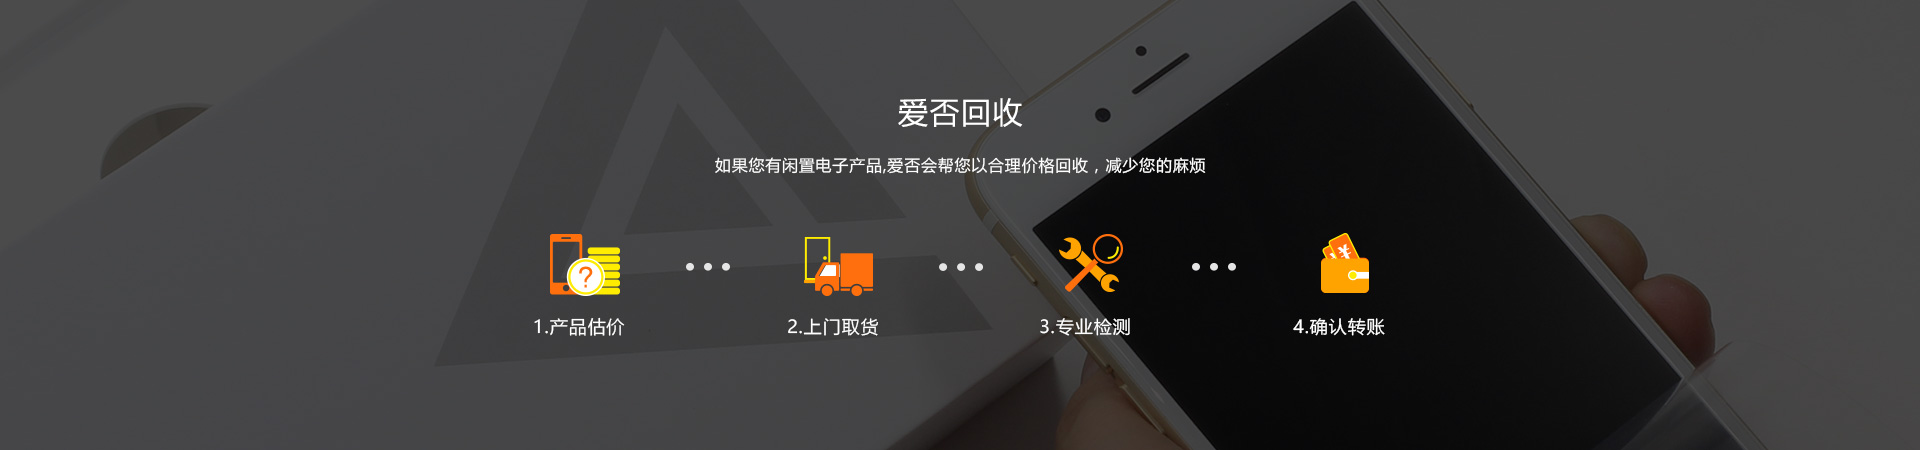 爱否回收
如果您有闲置电子产品,爱否会帮您以合理价格回收，减少您的麻烦
1.产品估价
2.上门取货
3.专业检测
4.确认转账